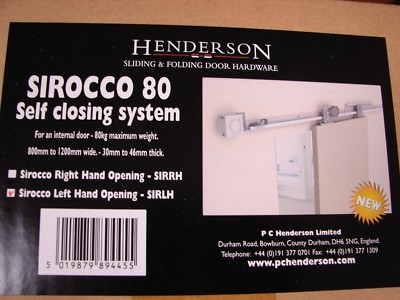 HENDERSON
SLIDING & FOLDING DOOR HARDWARE
SIROCCO 80
Self closing system
For an internal door - 80kg maximum weight.
800mm to 1200mm wide. - 30mm to 46mm thick.
Sirocco Right Hand Opening - SIRRH
Sirocco Left Hand Opening - SIRLH
5 019879 894455
NEW
P C Henderson Limited
Durham Road, Bowburn, County Durham, DH6 5NG, England.
Telephone: +44 (0)191 377 0701 Fax: +44 (0)191 377 1309
www.pchenderson.com